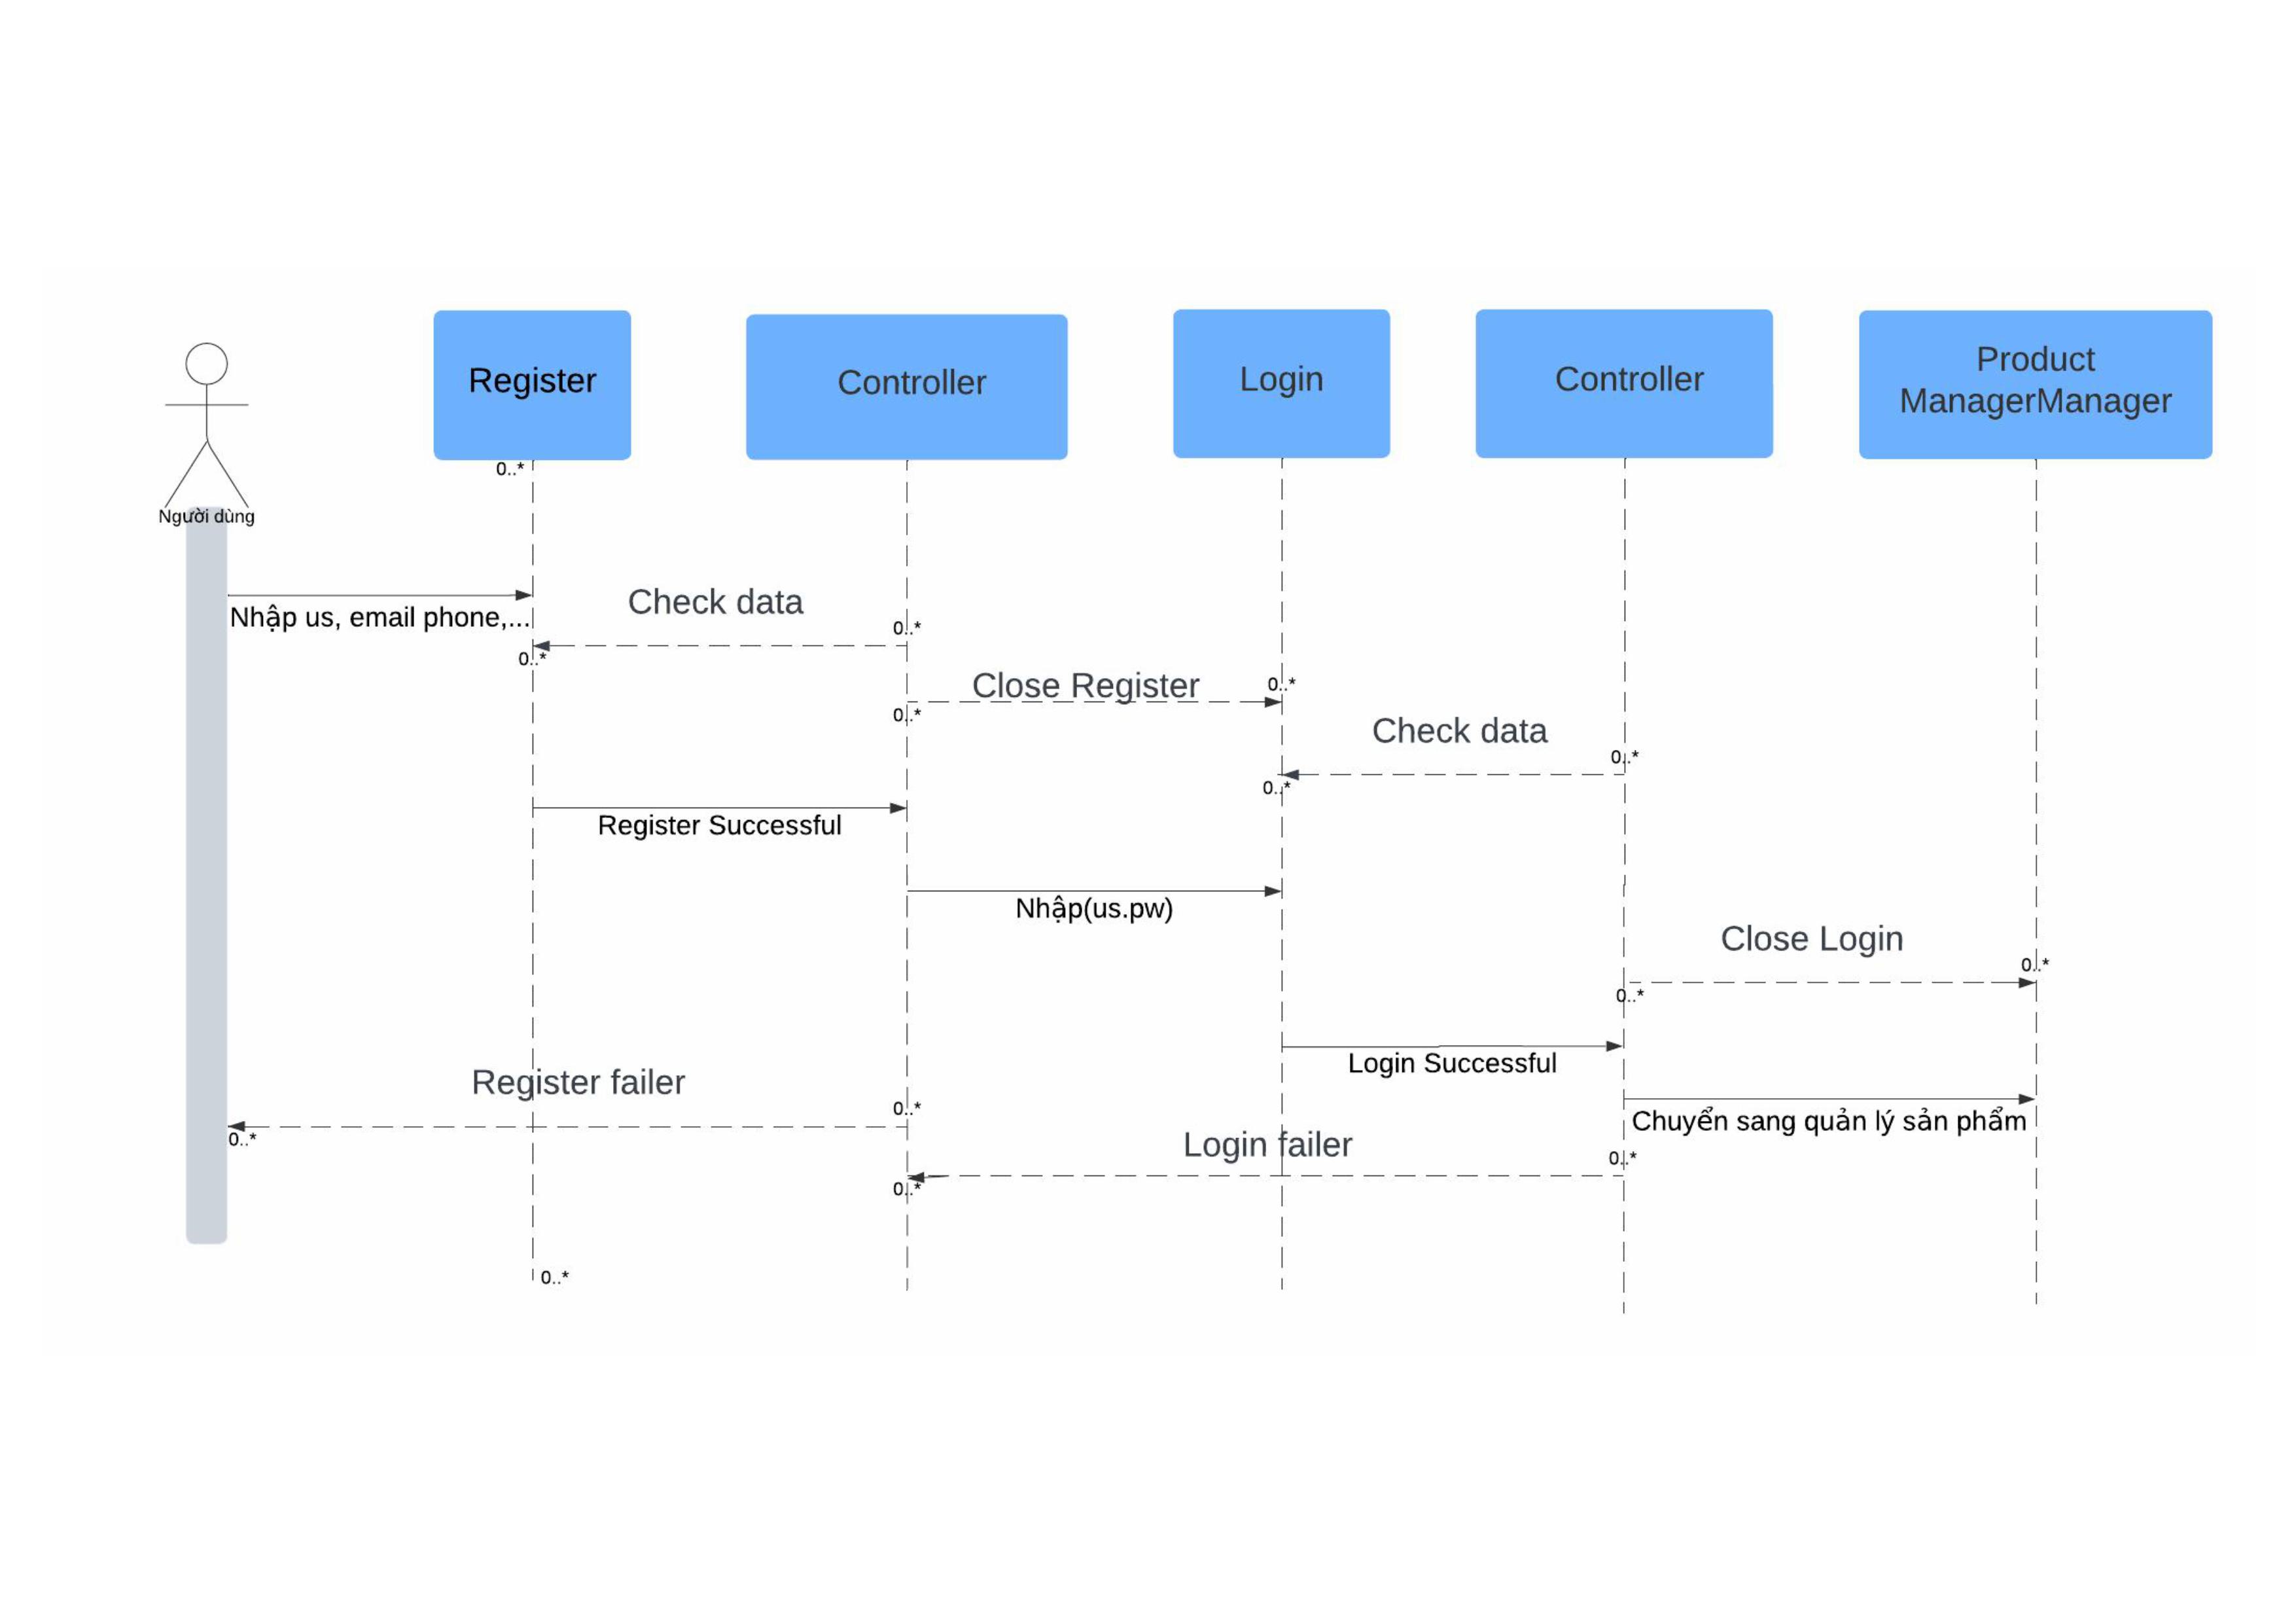 Register
Controller
Login
Controller
Product
ManagerManager
0..*
Người dùng
Nhập us, email phone,...
Check data
0..*
0..*
Close Register
0..*
0..*
Check data
0..*
0..*
Register Successful
Nhập(us.pw)
Close Login
0..*
0..*
Login Successful
Register failer
0..*
0..*
Chuyển sang quản lý sản phẩm
Login failer
0..*
0..*
0..*